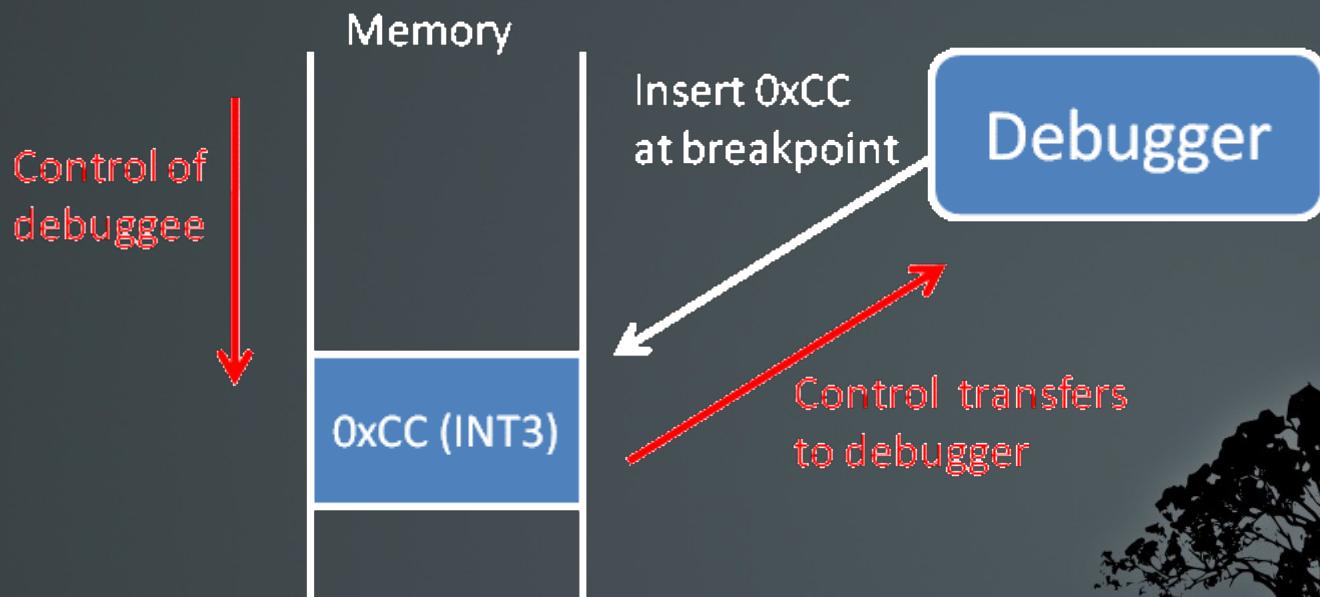 Memory
Insert 0xCC
at breakpoint
Debugger
Control of
debuggee
0xCC (INT3)
Control transfers
to debugger